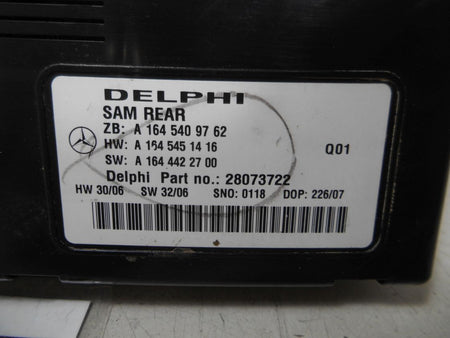 DELPHI
SAM REAR
ZB: A 164 540 97 62
HW: A 164 545 14 16 Q01
SW: A 164 442 27 00
Delphi Part no.: 28073722
HW 30/06 SW 32/06 SNO: 0118 DOP: 226/07